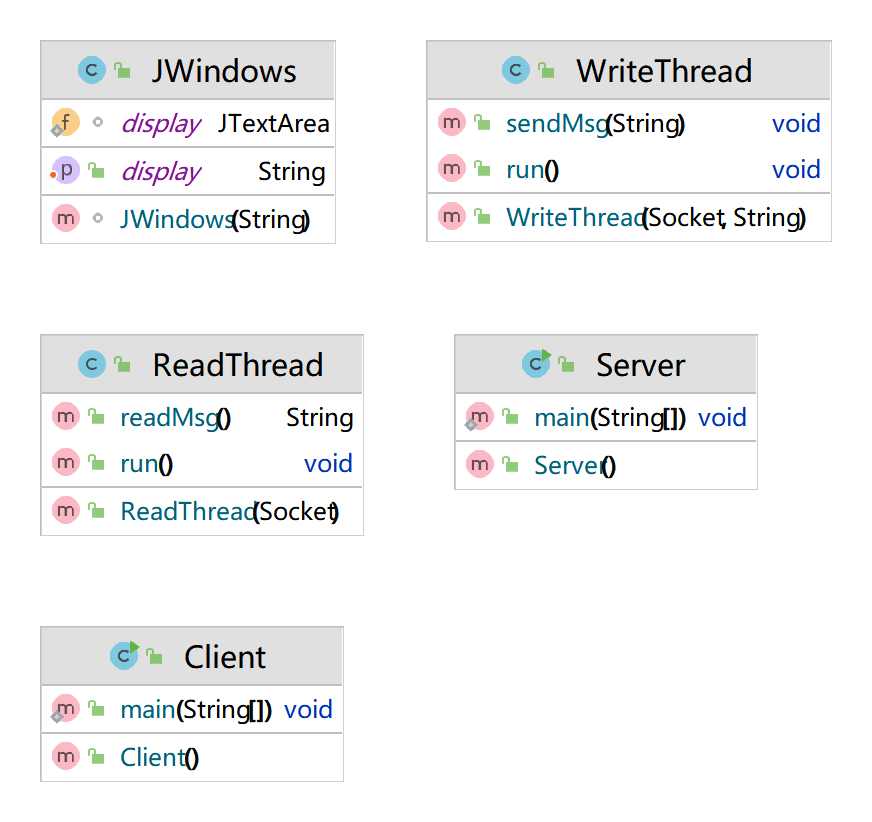 JWindows
display JTextArea
display String
JWindows(String)
WriteThread
sendMsg(String) void
run() void
WriteThread(Socket, String)
ReadThread
readMsg() String
run() void
ReadThread(Socket)
Server
main(String[]) void
Server()
Client
main(String[]) void
Client()